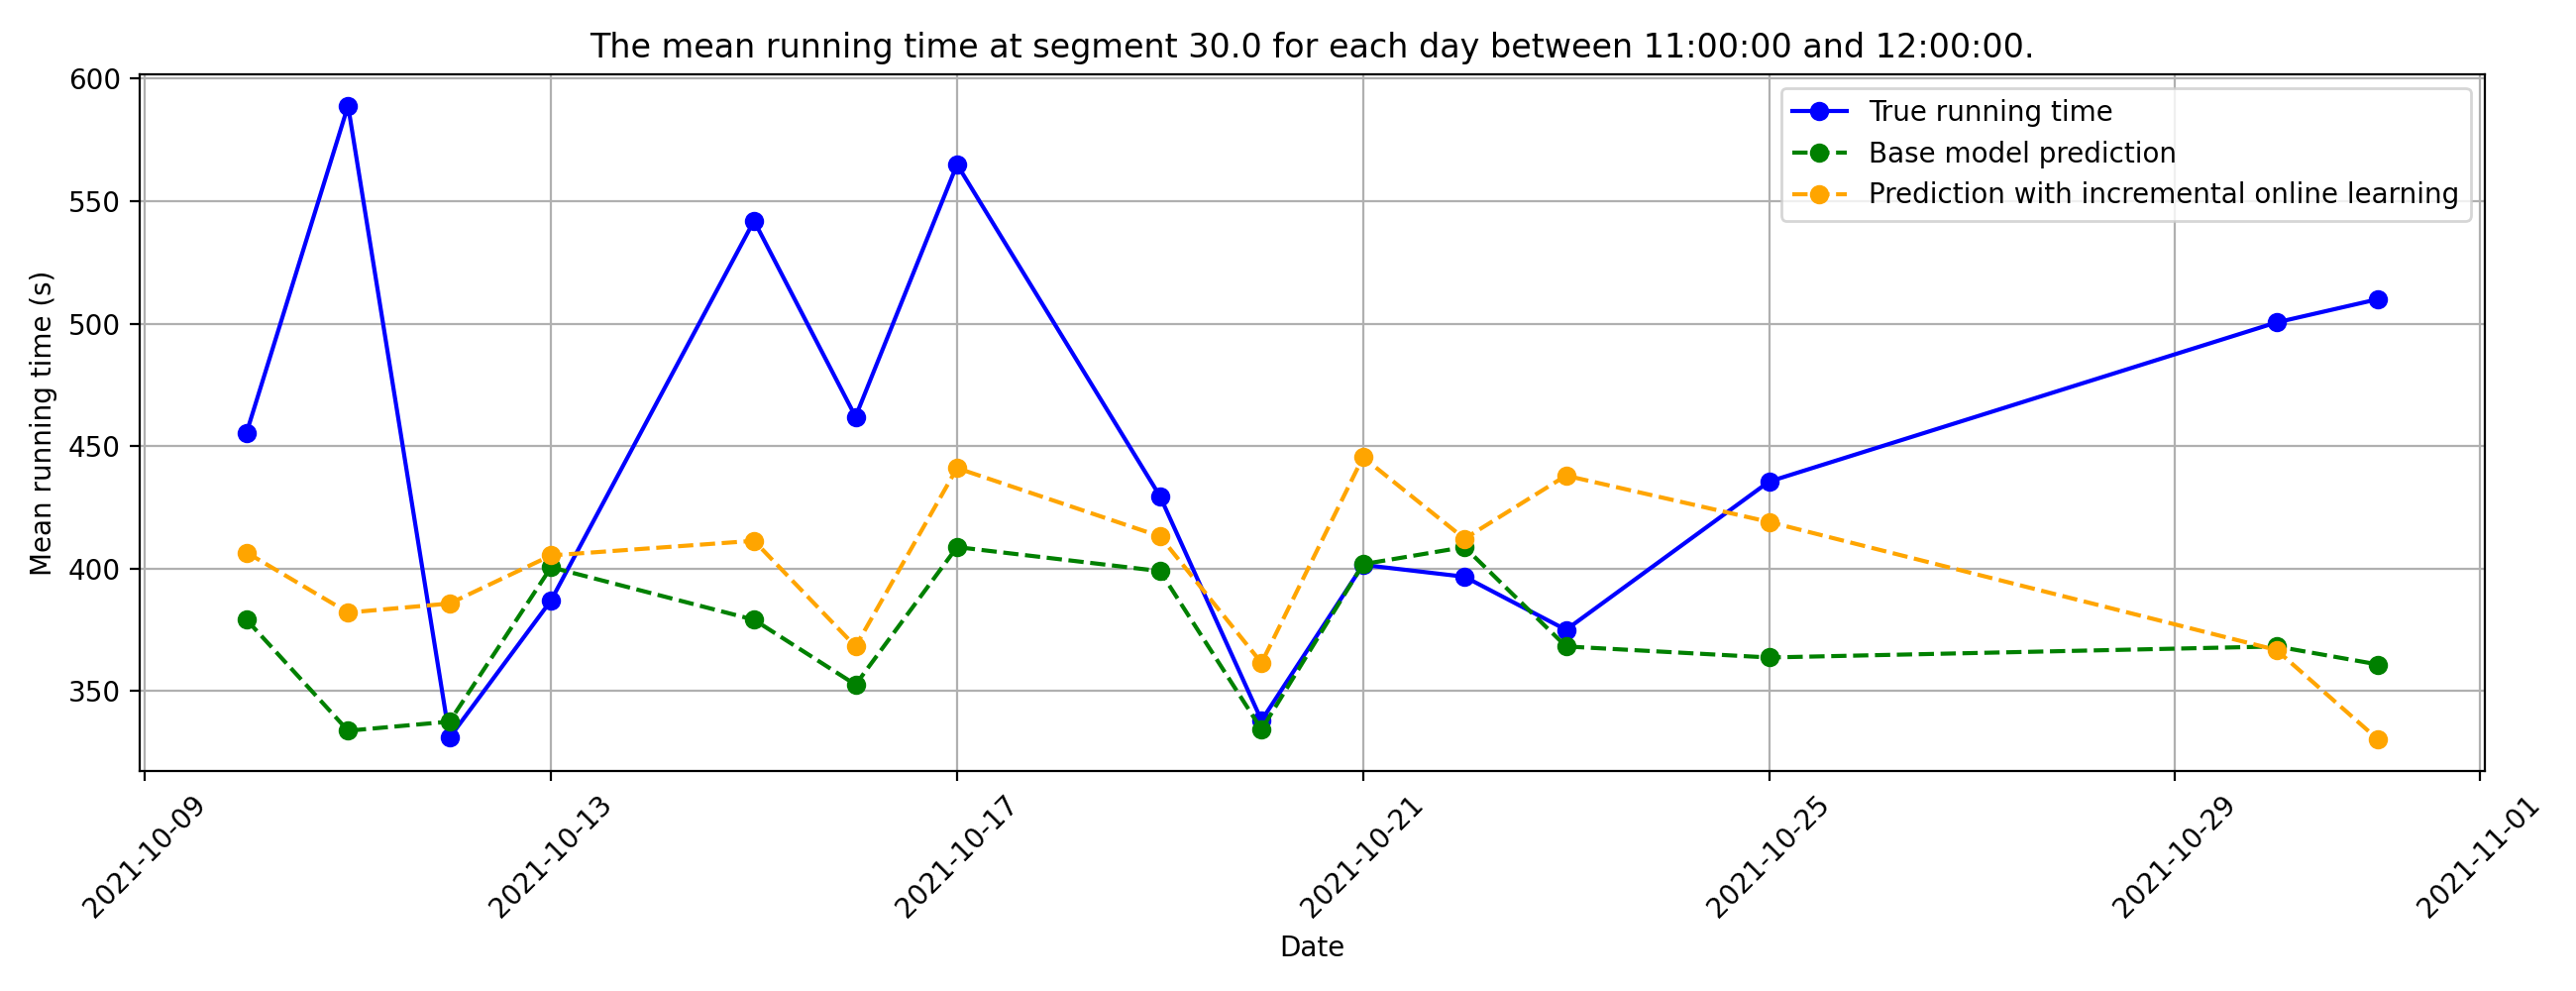 The mean running time at segment 30.0 for each day between 11:00:00 and 12:00:00.
True running time
Base model prediction
Prediction with incremental online learning
Mean running time (s)
600
550
500
450
400
350
2021-10-09
2021-10-13
2021-10-17
2021-10-21
2021-10-25
2021-10-29
2021-11-01
Date